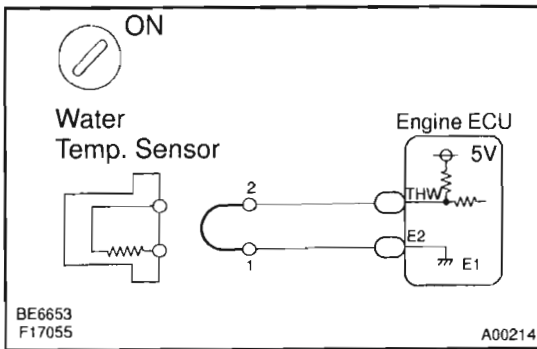 ON
Water
Temp. Sensor
Engine ECU
5V
2
THW
E2
1
E1
BE6653
F17055
A00214